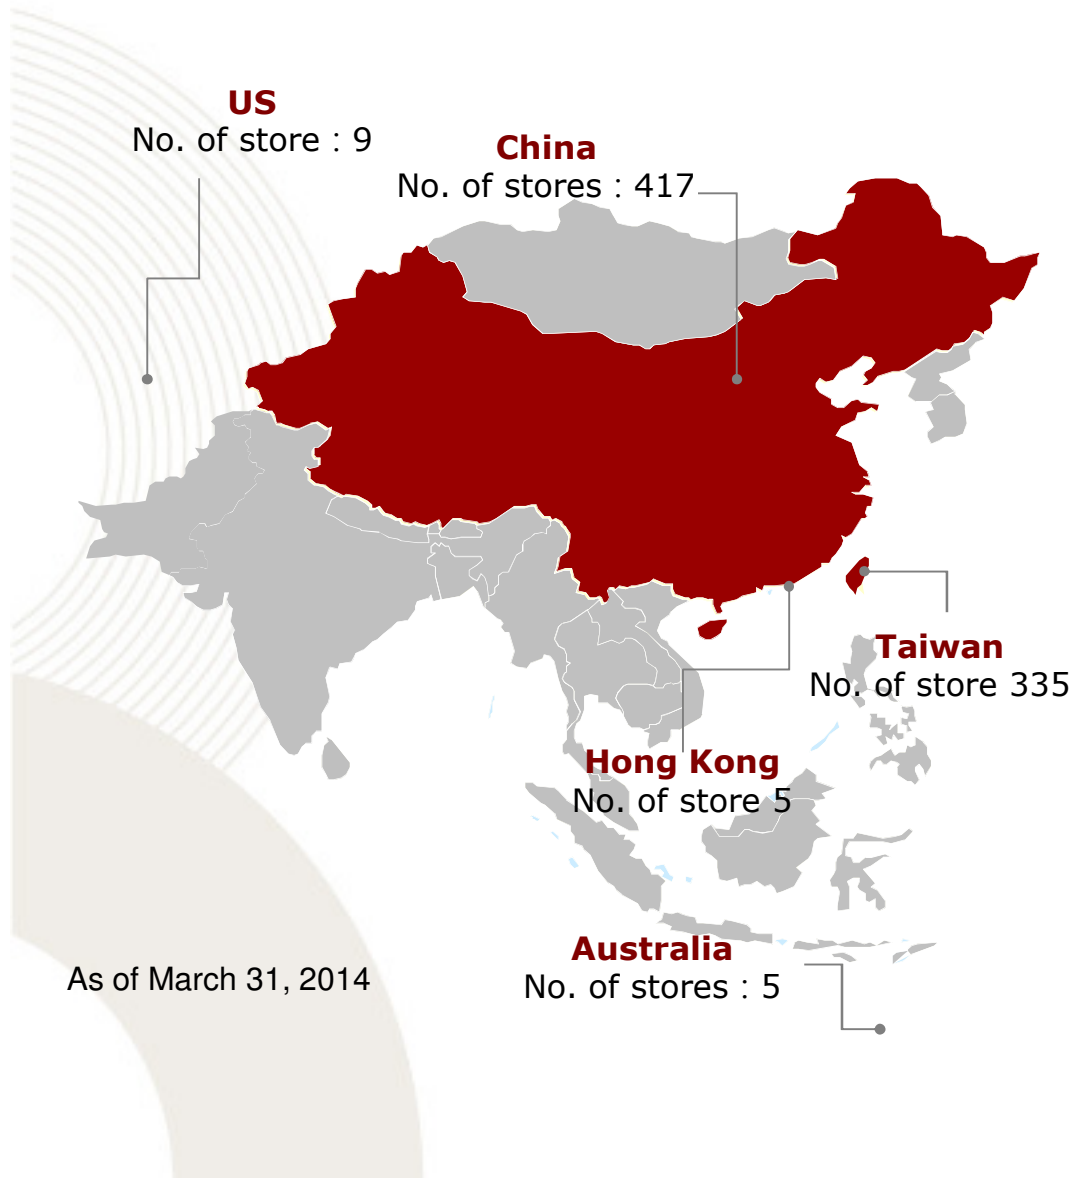 US
No. of store : 9
China
No. of stores : 417
Taiwan
No. of store 335
Hong Kong
No. of store 5
Australia
No. of stores : 5
As of March 31, 2014